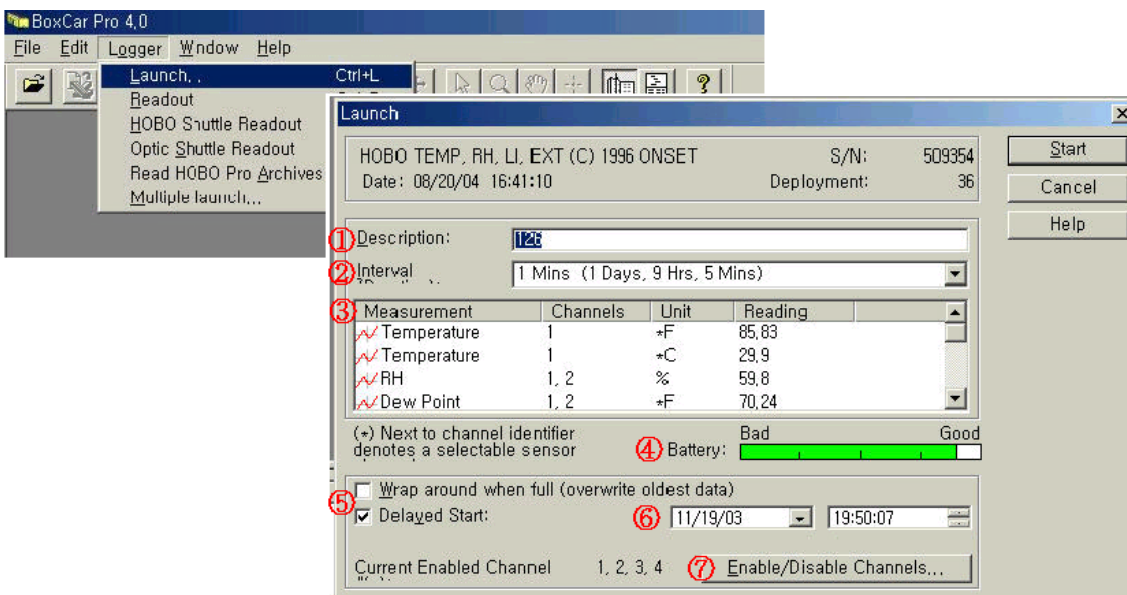 BoxCar Pro 4,0
File Edit Logger Wndow Help
Launch, , Ctrl+L
Readout
HOBO Shuttle Readout
Optic Shuttle Readout
Read HOBO Pro Archives
Multiple launch,,,
Launch
HOBO TEMP, RH, LI, EXT (C) 1996 ONSET S/N: 509354
Date: 08/20/04 16:41:10 Deployment: 36
Start
Cancel
Help
① Description: 126
② Interval 1 Mins (1 Days, 9 Hrs, 5 Mins)
③ Measurement Channels Unit Reading
Temperature 1 *F 85,83
Temperature 1 *C 29,9
RH 1, 2 % 59,8
Dew Point 1, 2 *F 70,24
(*) Next to channel identifier
denotes a selectable sensor
④ Battery: Bad Good
⑤ Wrap around when full (overwrite oldest data)
Delayed Start: ⑥ 11/19/03 19:50:07
Current Enabled Channel 1, 2, 3, 4 ⑦ Enable/Disable Channels,,,